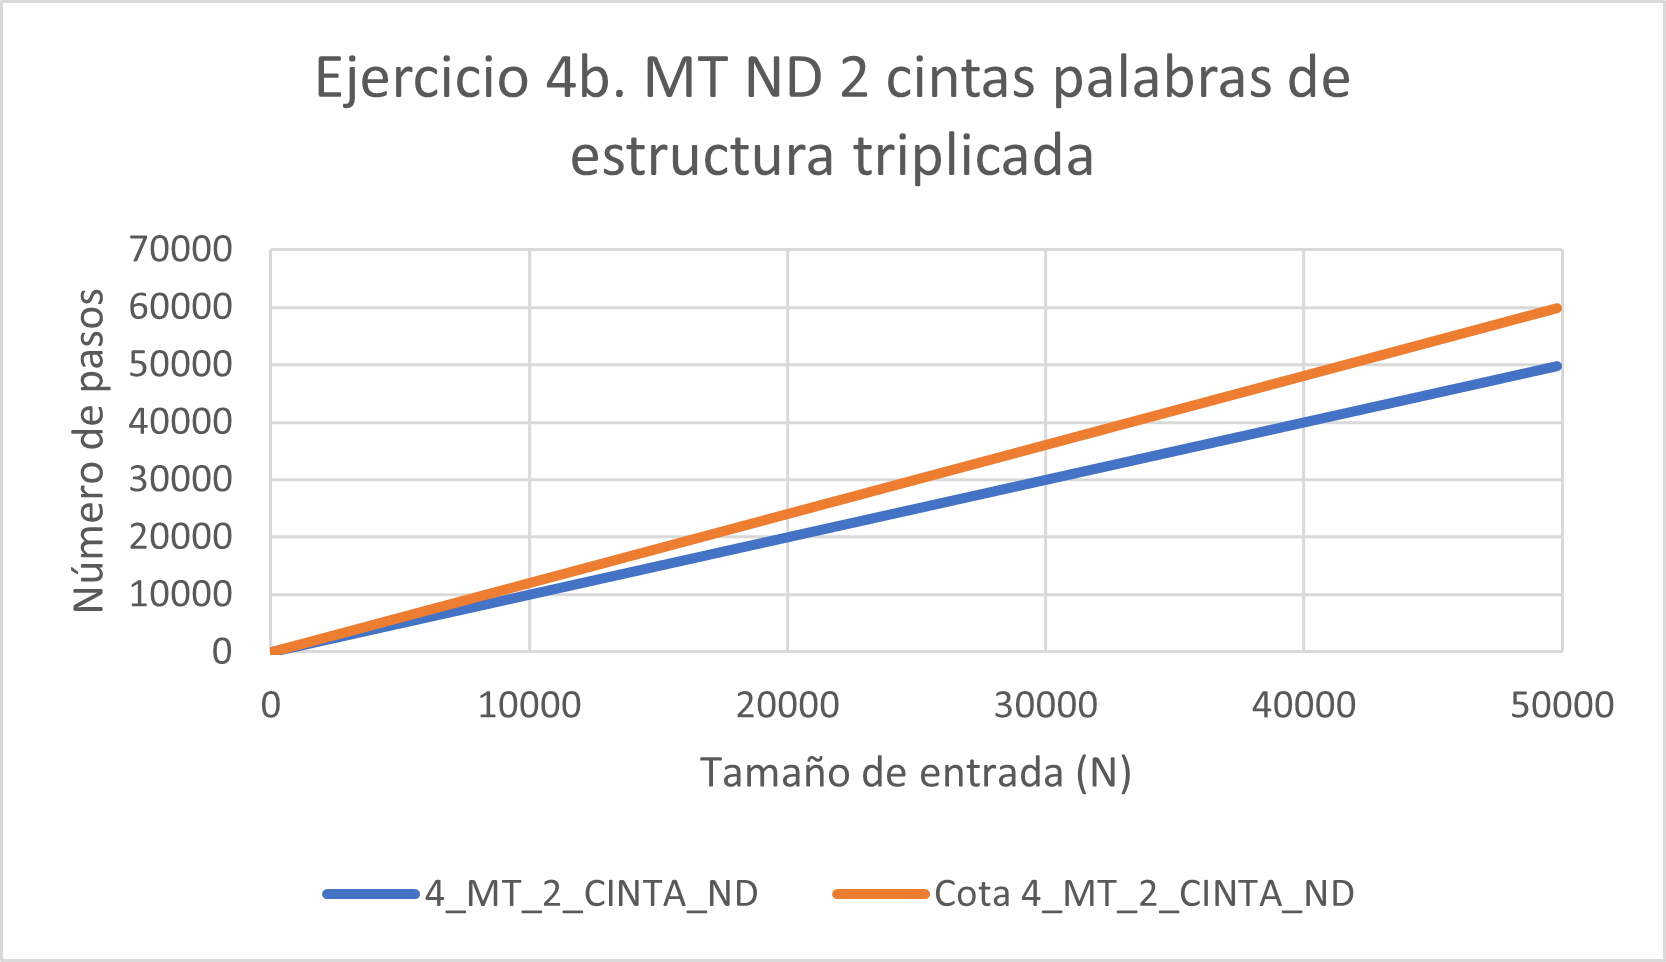 Ejercicio 4b. MT ND 2 cintas palabras de
estructura triplicada
Número de pasos
70000
60000
50000
40000
30000
20000
10000
0
0 10000 20000 30000 40000 50000
Tamaño de entrada (N)
4_MT_2_CINTA_ND Cota 4_MT_2_CINTA_ND